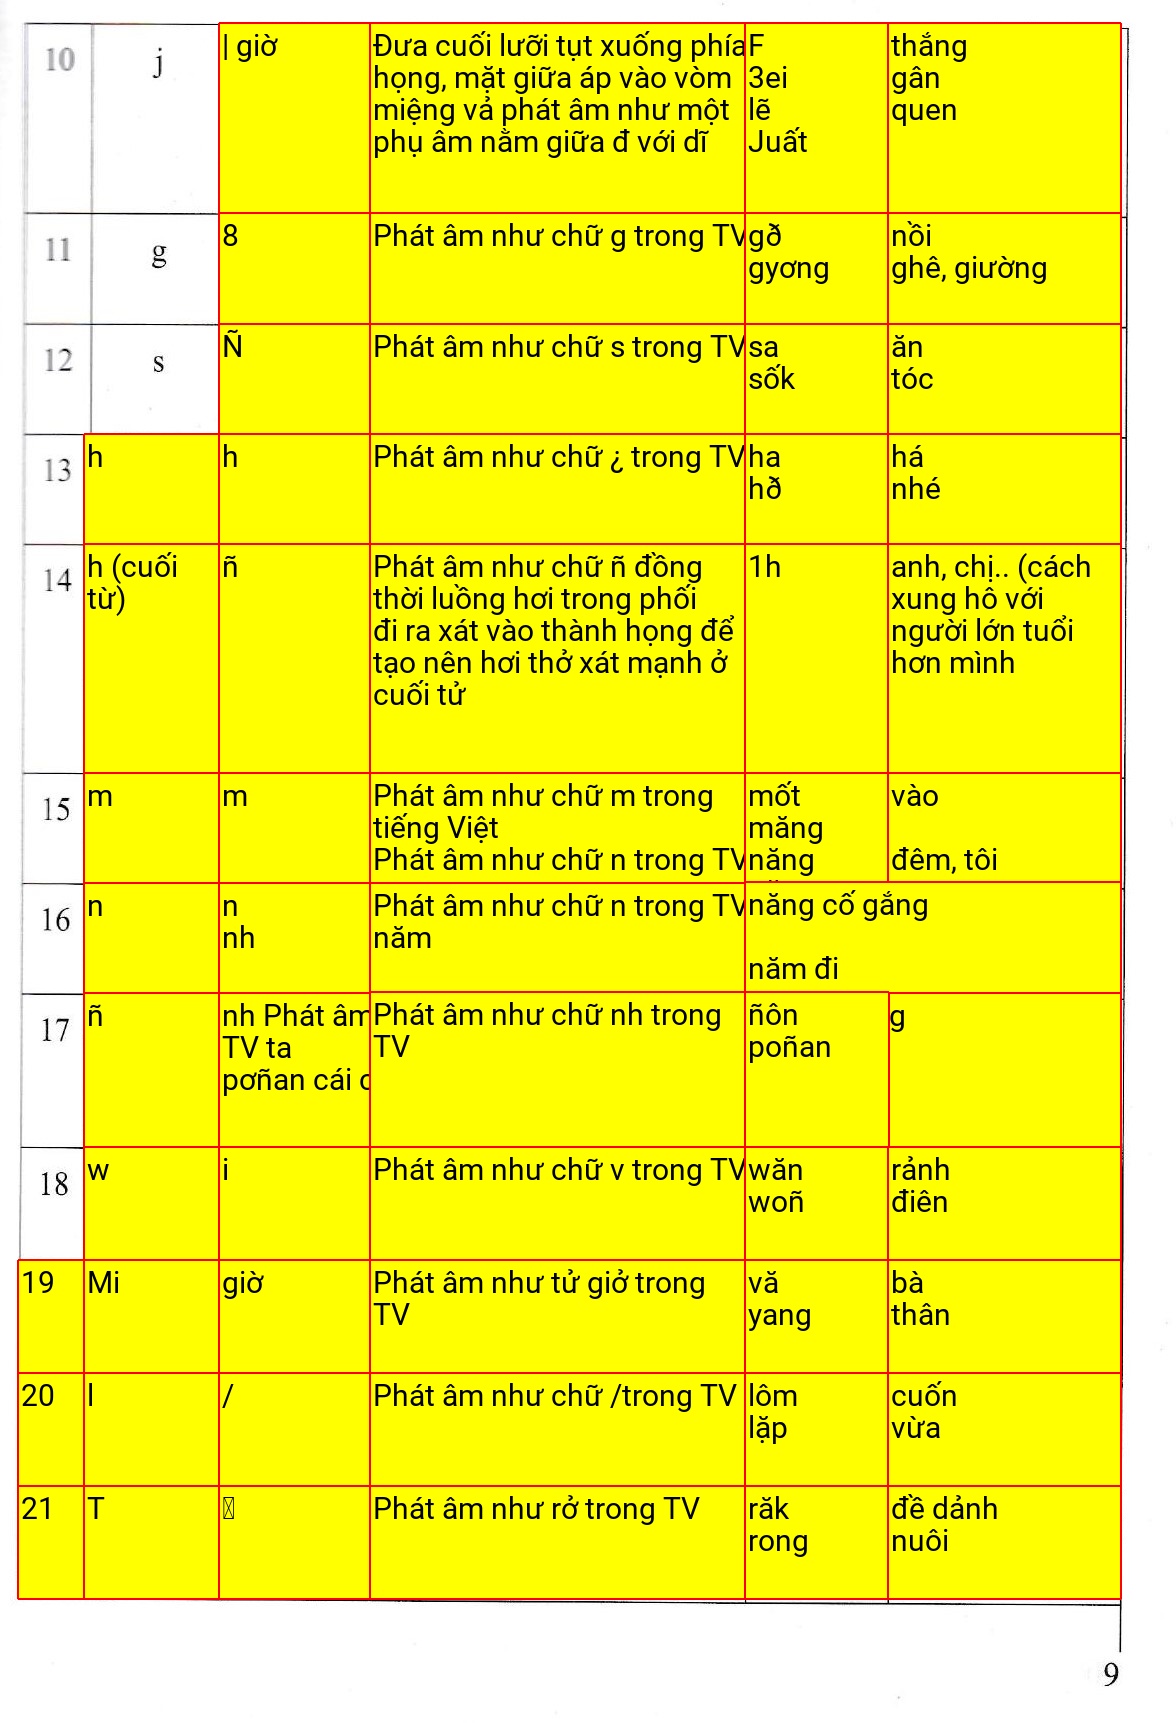 10 j | giờ Đưa cuối lưỡi tụt xuống phía F thắng
họng, mặt giữa áp vào vòm 3ei gân
miệng vả phát âm như một lẽ quen
phụ âm nằm giữa đ với dĩ Juất
11 g 8 Phát âm như chữ g trong TV gð nồi
gyơng ghê, giường
12 s Ñ Phát âm như chữ s trong TV sa ăn
sốk tóc
13 h h Phát âm như chữ ¿ trong TV ha há
hð nhé
14 h (cuối ñ Phát âm như chữ ñ đồng 1h anh, chị.. (cách
từ) thời luồng hơi trong phối xung hô với
đi ra xát vào thành họng để người lớn tuổi
tạo nên hơi thở xát mạnh ở hơn mình
cuối tử
15 m m Phát âm như chữ m trong mốt vào
tiếng Việt măng
Phát âm như chữ n trong TV năng đêm, tôi
16 n n Phát âm như chữ n trong TV năng cố gắng
nh năm
năm đi
17 ñ nh Phát âm Phát âm như chữ nh trong ñôn g
TV ta TV poñan
pơñan cái
18 w i Phát âm như chữ v trong TV wăn rảnh
woñ điên
19 Mi giờ Phát âm như tử giở trong vă bà
TV yang thân
20 l / Phát âm như chữ /trong TV lôm cuốn
lặp vừa
21 T Phát âm như rở trong TV răk đề dảnh
rong nuôi
9